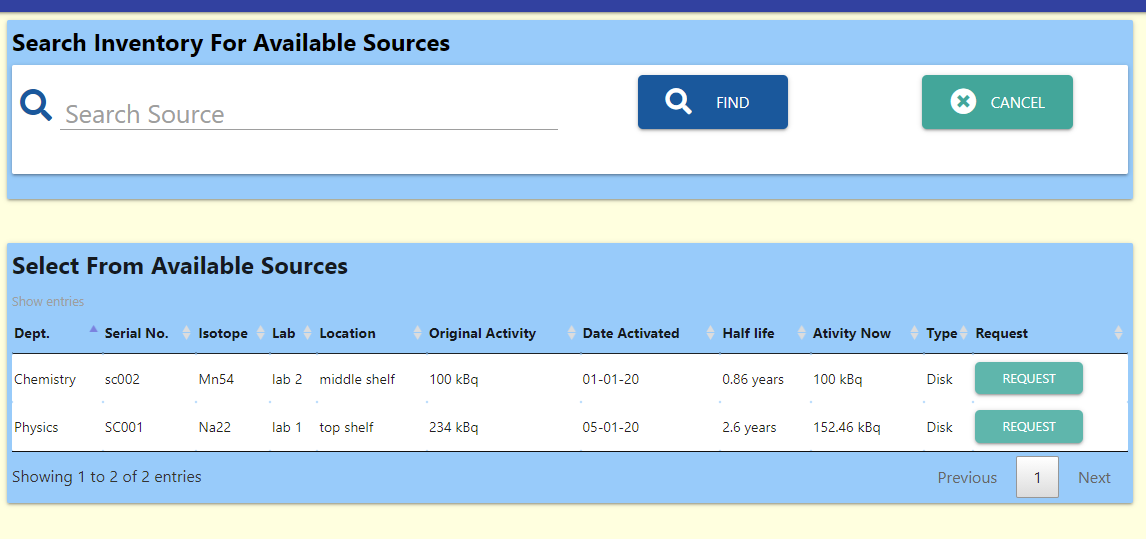 Search Inventory For Available Sources
Search Source FIND CANCEL
Select From Available Sources
Show entries
Dept. Serial No. Isotope Lab Location Original Activity Date Activated Half life Ativity Now Type Request
Chemistry sc002 Mn54 lab 2 middle shelf 100 kBq 01-01-20 0.86 years 100 kBq Disk REQUEST
Physics SC001 Na22 lab 1 top shelf 234 kBq 05-01-20 2.6 years 152.46 kBq Disk REQUEST
Showing 1 to 2 of 2 entries Previous 1 Next